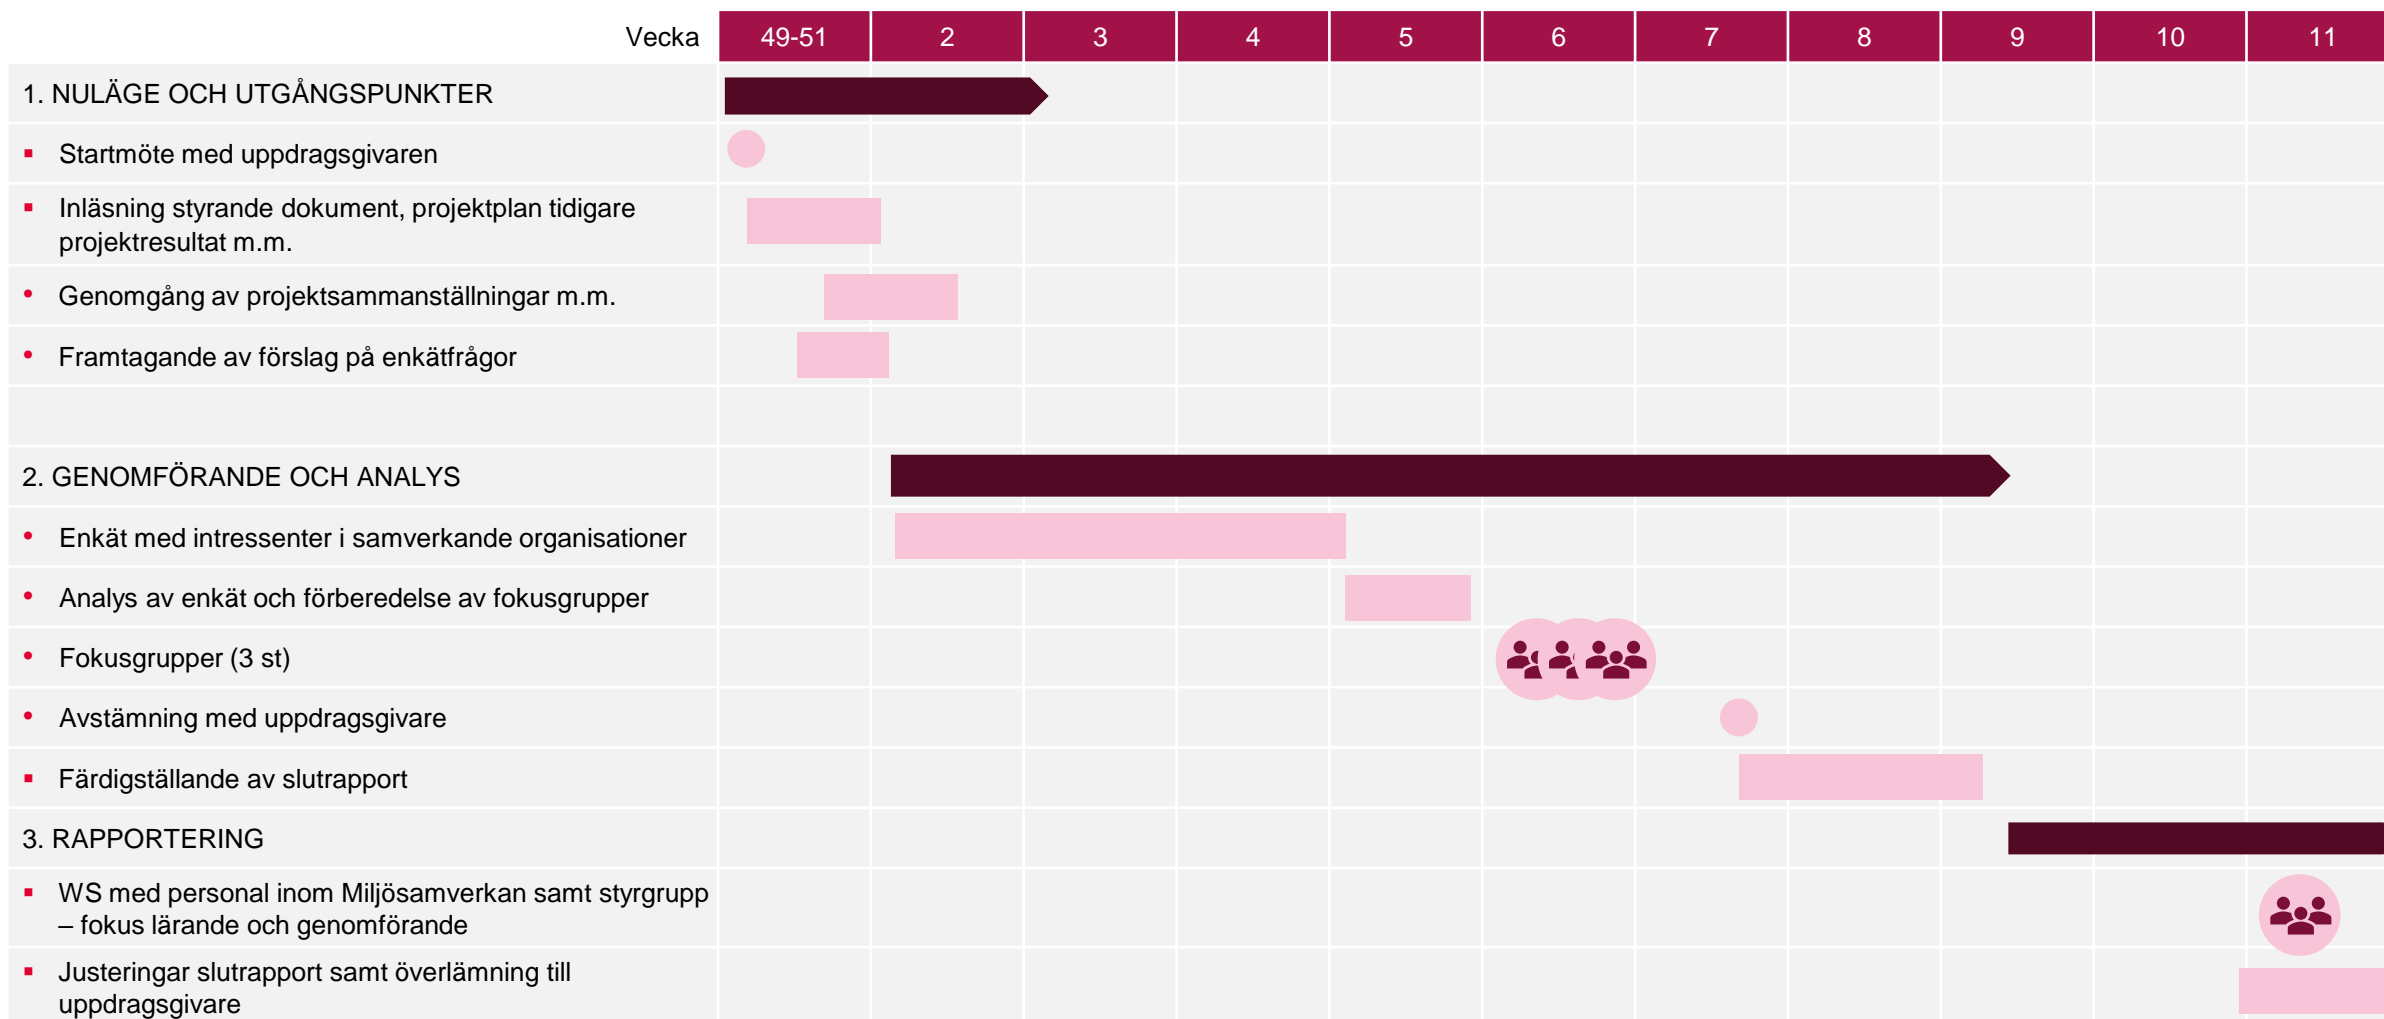 Vecka 49-51 2 3 4 5 6 7 8 9 10 11
1. NULÄGE OCH UTGÅNGSPUNKTER
▪ Startmöte med uppdragsgivaren
▪ Inläsning styrande dokument, projektplan tidigare
projektresultat m.m.
• Genomgång av projektsammanställningar m.m.
• Framtagande av förslag på enkätfrågor
2. GENOMFÖRANDE OCH ANALYS
• Enkät med intressenter i samverkande organisationer
• Analys av enkät och förberedelse av fokusgrupper
• Fokusgrupper (3 st)
• Avstämning med uppdragsgivare
▪ Färdigställande av slutrapport
3. RAPPORTERING
▪ WS med personal inom Miljösamverkan samt styrgrupp
– fokus lärande och genomförande
▪ Justeringar slutrapport samt överlämning till
uppdragsgivare